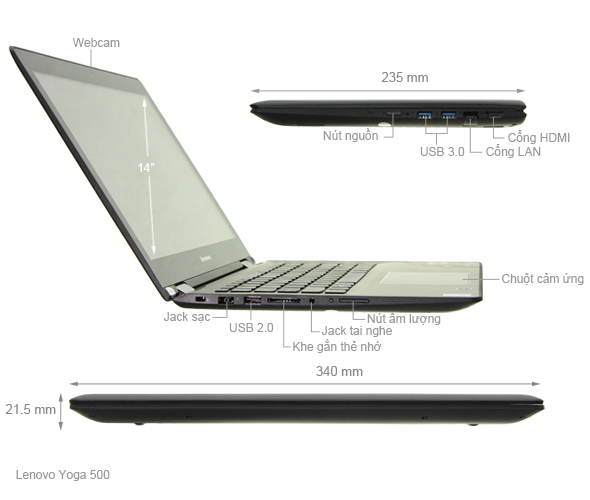 Webcam
235 mm
Nút nguồn
USB 3.0
Cổng HDMI
Cổng LAN
14"
lenovo
Chuột cảm ứng
Jack sạc
USB 2.0
Khe gắn thẻ nhớ
Jack tai nghe
Nút âm lượng
340 mm
21.5 mm
Lenovo Yoga 500